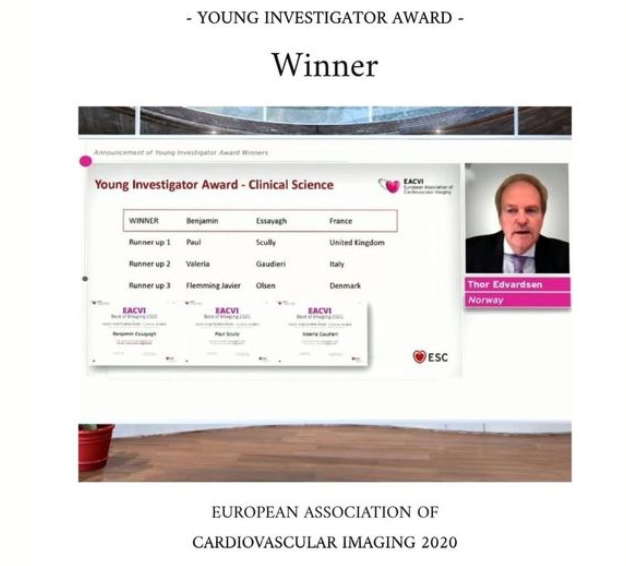 - YOUNG INVESTIGATOR AWARD -
Winner
Announcement of Young Investigator Award Winners
Young Investigator Award - Clinical Science
EACVI
European Association of
Cardiovascular Imaging
WINNER Benjamin Essayagh France
Runner up 1 Paul Scully United Kingdom
Runner up 2 Valeria Gaudieri Italy
Runner up 3 Flemming Javier Olsen Denmark
Thor Edvardsen
Norway
EACVI EACVI EACVI
Best of Imaging 2020 Best of Imaging 2020 Best of Imaging 2020
Benjamin Essayagh Paul Scully Valeria Gaudieri
ESC
EUROPEAN ASSOCIATION OF
CARDIOVASCULAR IMAGING 2020